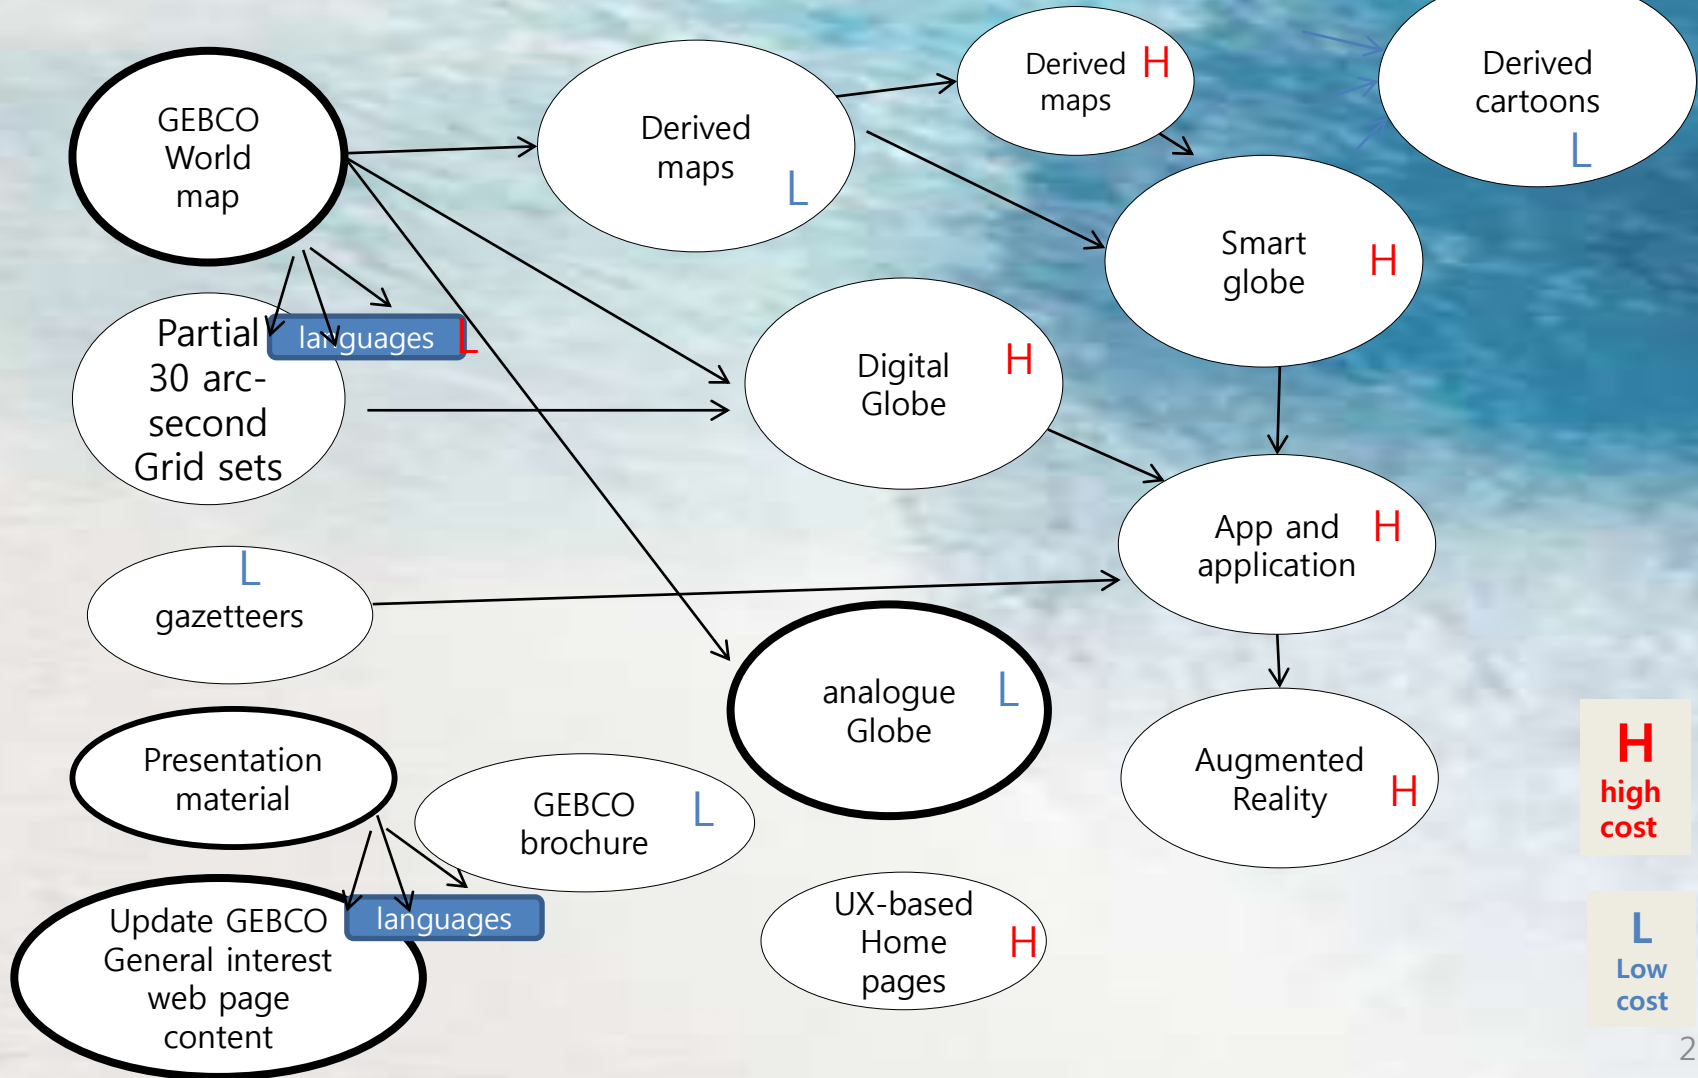 GEBCO
World
map
Derived
maps
L
Derived
maps
H
Derived
cartoons
L
Smart
globe
H
Partial
30 arc-
second
Grid sets
languages
L
Digital
Globe
H
App and
application
H
L
gazetteers
analogue
Globe
L
Presentation
material
GEBCO
brochure
L
Augmented
Reality
H
H
high
cost
Update GEBCO
General interest
web page
content
languages
UX-based
Home
pages
H
L
Low
cost
2